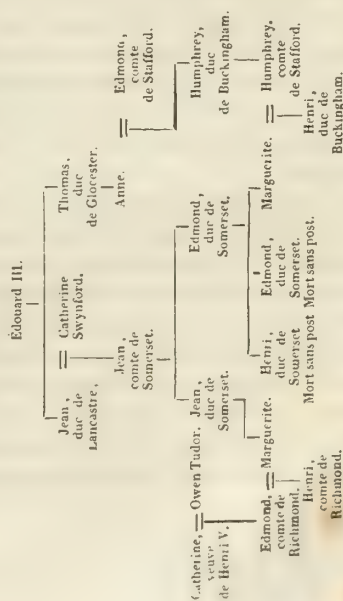 Édouard III.
Jean,
duc de
Lancastre,
Catherine
Swynford.
Thomas,
duc
de Glocester.
Jean,
comte de
Somerset.
Anne.
Edmond,
comte
de Stafford.
Catherine,
veuve
de Henri V.
Owen Tudor.
Jean,
duc de
Somerset.
Edmond,
duc de
Somerset.
Humphrey,
duc
de Buckingham.
Edmond,
comte de
Richmond.
Marguerite.
Henri,
duc de
Somerset
Mort sans post
Edmond,
duc de
Somerset.
Mort sans post.
Marguerite.
Humphrey.
comte
de Stafford.
Henri,
comte de
Richmond.
Henri,
duc de
Buckingham.